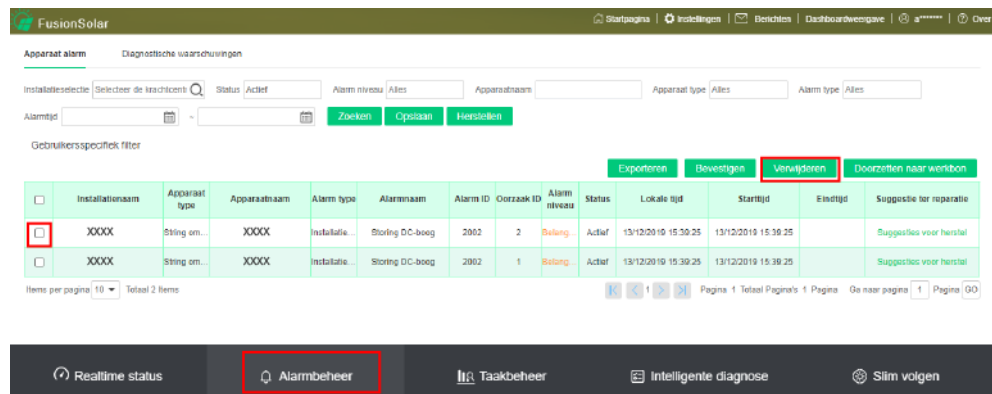 FusionSolar
Startpagina | Instellingen | Berichten | Dashboardweergave | a******* | Over
Apparaat alarm Diagnostische waarschuwingen
Installatieselectie Selecteer de krachtcentr Status Actief Alarm niveau Alles Apparaatnaam Apparaat type Alles Alarm type Alles
Alarmtijd ~ Zoeken Opslaan Herstellen
Gebruikersspecifiek filter
Exporteren Bevestigen Verwijderen Doorzetten naar werkbon
Installatienaam Apparaat type Apparaatnaam Alarm type Alarmnaam Alarm ID Oorzaak ID Alarm niveau Status Lokale tijd Starttijd Eindtijd Suggestie ter reparatie
XXXX String om... XXXX Installatie... Storing DC-boog 2002 2 Belang... Actief 13/12/2019 15:39:25 13/12/2019 15:39:25 Suggesties voor herstel
XXXX String om... XXXX Installatie... Storing DC-boog 2002 1 Belang... Actief 13/12/2019 15:39:25 13/12/2019 15:39:25 Suggesties voor herstel
Items per pagina 10 Totaal 2 Items 1 Pagina 1 Totaal Pagina's 1 Pagina Ga naar pagina 1 Pagina GO
Realtime status Alarmbeheer Taakbeheer Intelligente diagnose Slim volgen